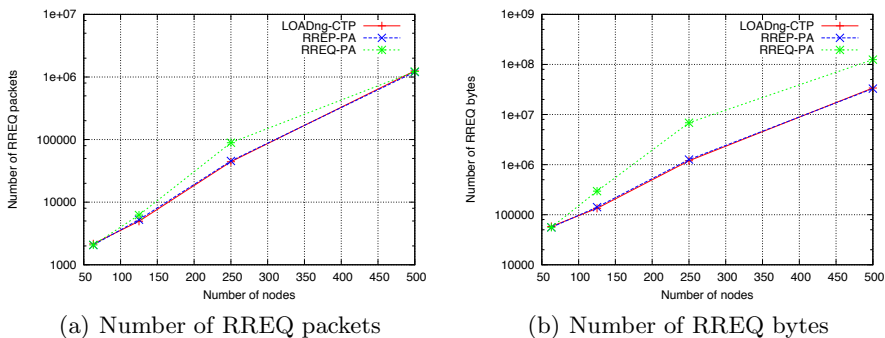 1e+07
1e+06
100000
10000
1000
50 100 150 200 250 300 350 400 450 500
Number of RREQ packets
Number of nodes
LOADng-CTP
RREP-PA
RREQ-PA
(a) Number of RREQ packets
1e+09
1e+08
1e+07
1e+06
100000
10000
50 100 150 200 250 300 350 400 450 500
Number of RREQ bytes
Number of nodes
LOADng-CTP
RREP-PA
RREQ-PA
(b) Number of RREQ bytes